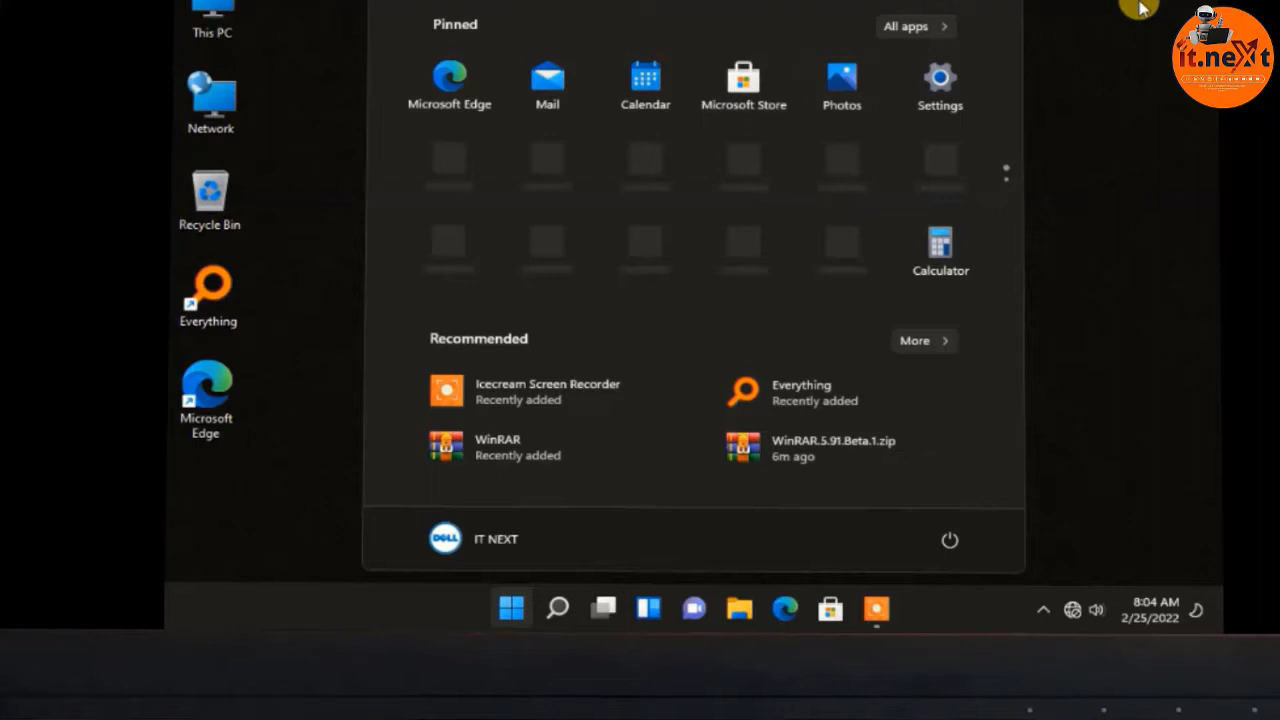 This PC
Network
Recycle Bin
Everything
Microsoft
Edge
Pinned
All apps
Microsoft Edge
Mail
Calendar
Microsoft Store
Photos
Settings
Calculator
Recommended
More
Icecream Screen Recorder
Recently added
Everything
Recently added
WinRAR
Recently added
WinRAR.5.91.Beta.1.zip
6m ago
DELL
IT NEXT
8:04 AM
2/25/2022
it.neXt